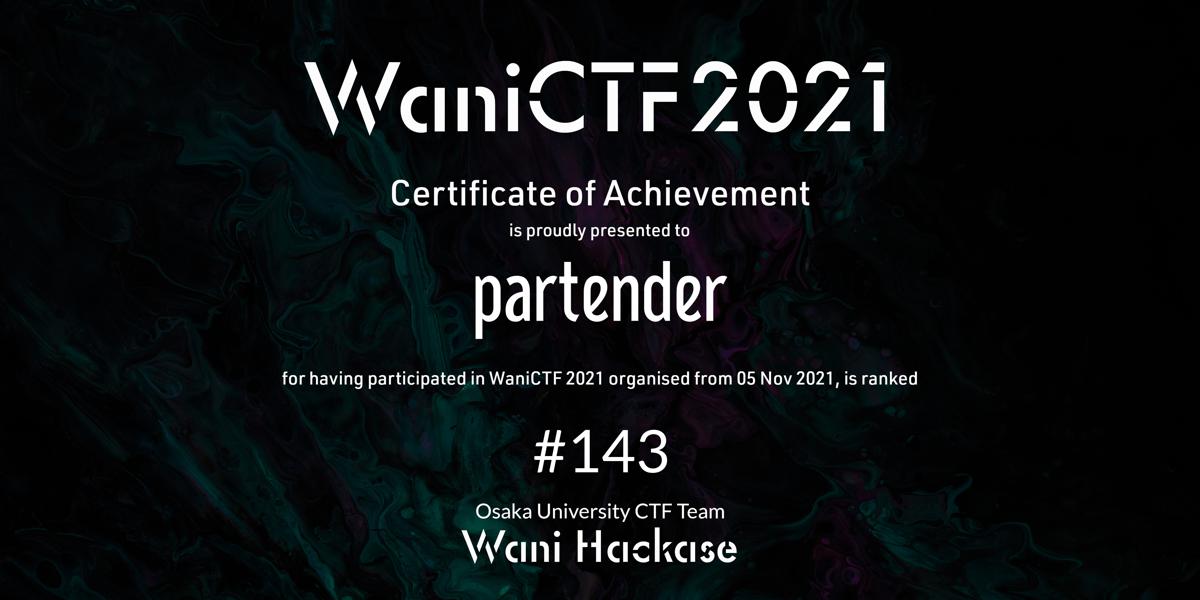 WaniCTF2021
Certificate of Achievement
is proudly presented to
partender
for having participated in WaniCTF 2021 organised from 05 Nov 2021, is ranked
#143
Osaka University CTF Team
Wani Hackase